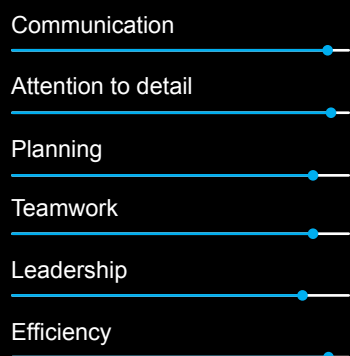 Communication
Attention to detail
Planning
Teamwork
Leadership
Efficiency